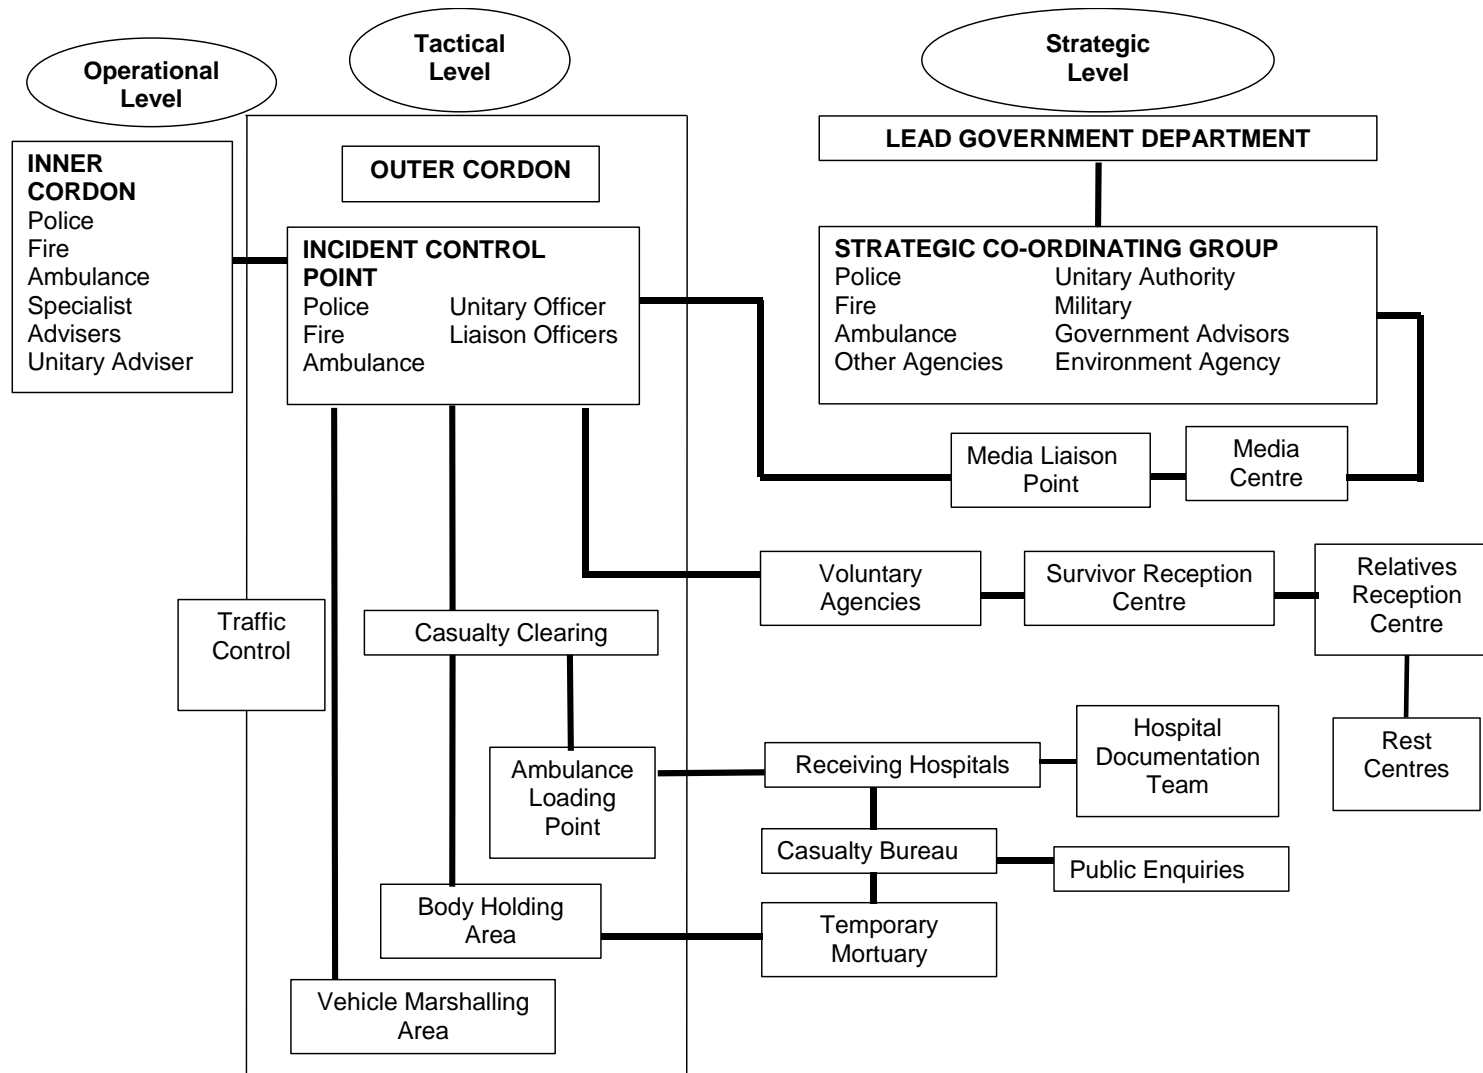 Operational
Level
Tactical
Level
Strategic
Level
INNER
CORDON
Police
Fire
Ambulance
Specialist
Advisers
Unitary Adviser
OUTER CORDON
INCIDENT CONTROL
POINT
Police Unitary Officer
Fire Liaison Officers
Ambulance
LEAD GOVERNMENT DEPARTMENT
STRATEGIC CO-ORDINATING GROUP
Police Unitary Authority
Fire Military
Ambulance Government Advisors
Other Agencies Environment Agency
Media Liaison
Point
Media
Centre
Voluntary
Agencies
Survivor Reception
Centre
Relatives
Reception
Centre
Traffic
Control
Casualty Clearing
Ambulance
Loading
Point
Receiving Hospitals
Hospital
Documentation
Team
Rest
Centres
Casualty Bureau
Public Enquiries
Body Holding
Area
Temporary
Mortuary
Vehicle Marshalling
Area